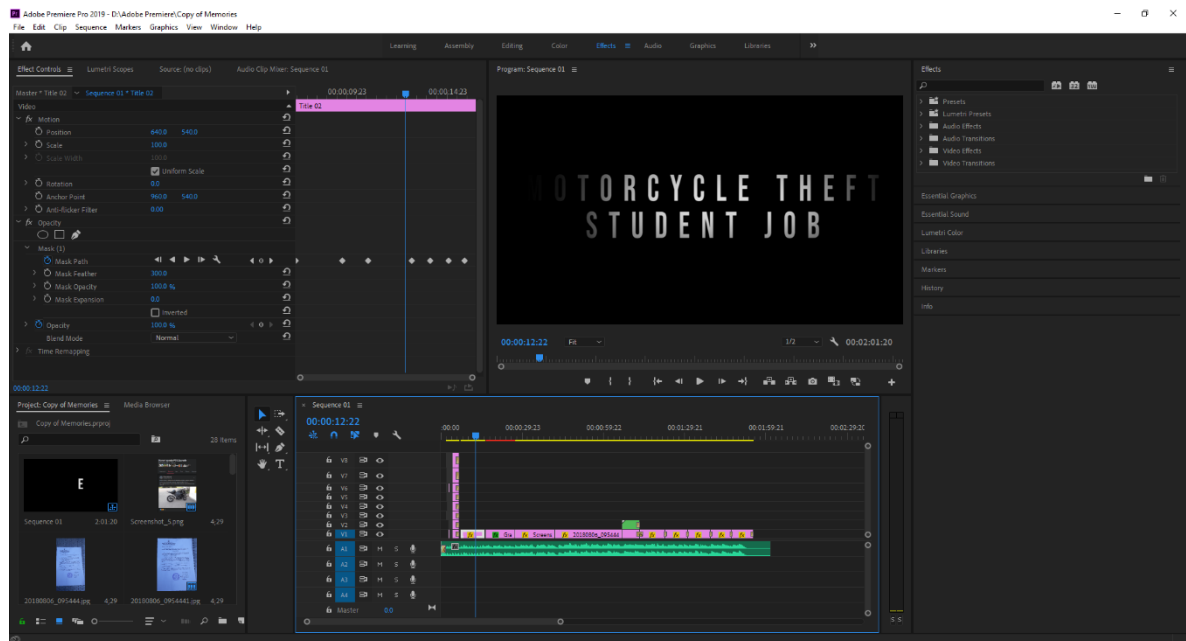 Adobe Premiere Pro 2019 - D:\Adobe Premiere\Copy of Memories
File Edit Clip Sequence Markers Graphics View Window Help
Learning Assembly Editing Color Effects Audio Graphics Libraries
Effect Controls Lumetri Scopes Source: (no clips) Audio Clip Mixer: Sequence 01
Master * Title 02 Sequence 01 * Title 02
00:00:09:23 00:00:14:23
Video
Title 02
fx Motion
Position 640.0 540.0
Scale 100.0
Scale Width 100.0
Uniform Scale
Rotation 0.0
Anchor Point 960.0 540.0
Anti-flicker Filter 0.00
fx Opacity
Mask (1)
Mask Path
Mask Feather 300.0
Mask Opacity 100.0 %
Mask Expansion 0.0
Inverted
Opacity 100.0 %
Blend Mode Normal
Time Remapping
00:00:12:22
Program: Sequence 01
MOTORCYCLE THEFT
STUDENT JOB
00:00:12:22 Fit 1/2 00:02:01:20
Effects
Presets
Lumetri Presets
Audio Effects
Audio Transitions
Video Effects
Video Transitions
Essential Graphics
Essential Sound
Lumetri Color
Libraries
Markers
History
Info
Project: Copy of Memories Media Browser
Copy of Memories.prproj
28 Items
E
Sequence 01 2:01:20
Screenshot_5.png 4;29
20180806_095444.jpg 4;29
20180806_0954441.jpg 4;29
Sequence 01
00:00:12:22
:00:00 00:00:29:23 00:00:59:22 00:01:29:21 00:01:59:21 00:02:29:20
V8
V7
V6
V5
V4
V3
V2
V1
Gra Screens 20180806_095444
A1 M S
A2 M S
A3 M S
A4 M S
Master 0.0
S S